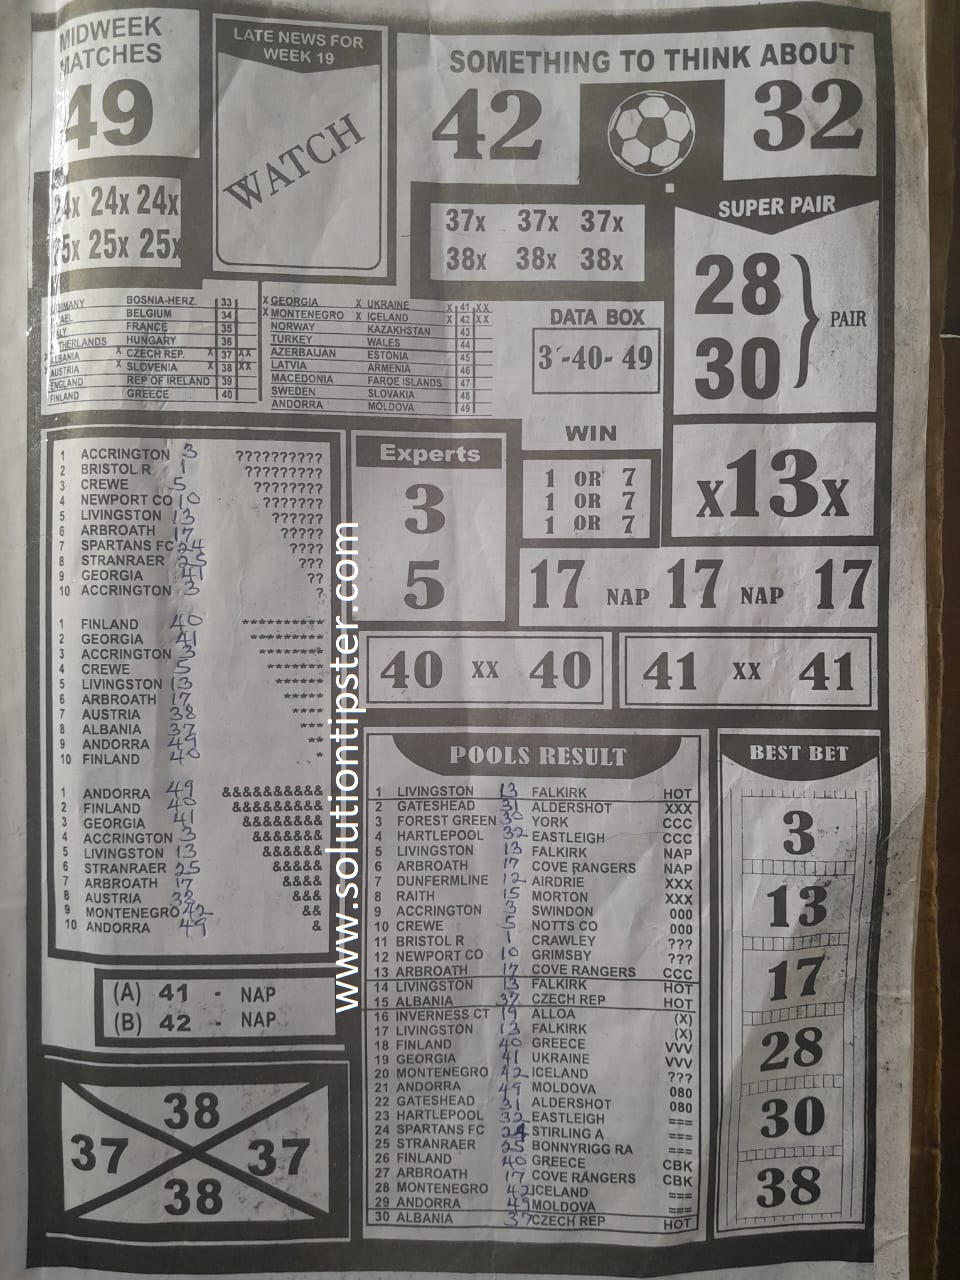 MIDWEEK
MATCHES
49
24x 24x 24x
25x 25x 25x
LATE NEWS FOR
WEEK 19
WATCH
SOMETHING TO THINK ABOUT
42 32
37x 37x 37x
38x 38x 38x
SUPER PAIR
28
30
PAIR
BOSNIA-HERZ. 33
BELGIUM 34
FRANCE 35
HUNGARY 36
X CZECH REP. X 37 XX
AUSTRIA X SLOVENIA X 38 XX
ENGLAND REP OF IRELAND 39
FINLAND GREECE 40
X GEORGIA X UKRAINE X 41 XX
X MONTENEGRO X ICELAND X 42 XX
NORWAY KAZAKHSTAN 43
TURKEY WALES 44
AZERBAIJAN ESTONIA 45
LATVIA ARMENIA 46
MACEDONIA FAROE ISLANDS 47
SWEDEN SLOVAKIA 48
ANDORRA MOLDOVA 49
DATA BOX
3-40-49
WIN
1 OR 7
1 OR 7
1 OR 7
X13X
1 ACCRINGTON 3 ??????????
2 BRISTOL R 1 ?????????
3 CREWE 5 ????????
4 NEWPORT CO 10 ???????
5 LIVINGSTON 13 ??????
6 ARBROATH 17 ?????
7 SPARTANS FC 24 ????
8 STRANRAER 25 ???
9 GEORGIA 41 ??
10 ACCRINGTON 3 ?
1 FINLAND 40 **********
2 GEORGIA 41 *********
3 ACCRINGTON 3 ********
4 CREWE 5 *******
5 LIVINGSTON 13 ******
6 ARBROATH 17 *****
7 AUSTRIA 38 ****
8 ALBANIA 37 ***
9 ANDORRA 49 **
10 FINLAND 40 *
1 ANDORRA 49 &&&&&&&&&&
2 FINLAND 40 &&&&&&&&&
3 GEORGIA 41 &&&&&&&&
4 ACCRINGTON 3 &&&&&&&
5 LIVINGSTON 13 &&&&&&
6 STRANRAER 25 &&&&&
7 ARBROATH 17 &&&&
8 AUSTRIA 38 &&&
9 MONTENEGRO 42 &&
10 ANDORRA 49 &
Experts
3
5
17 NAP 17 NAP 17
40 xx 40
41 xx 41
www.solutiontipster.com
(A) 41 - NAP
(B) 42 - NAP
38
37 37
38
POOLS RESULT
1 LIVINGSTON 13 FALKIRK HOT
2 GATESHEAD 31 ALDERSHOT XXX
3 FOREST GREEN 30 YORK CCC
4 HARTLEPOOL 32 EASTLEIGH CCC
5 LIVINGSTON 13 FALKIRK NAP
6 ARBROATH 17 COVE RANGERS NAP
7 DUNFERMLINE 12 AIRDRIE XXX
8 RAITH 15 MORTON XXX
9 ACCRINGTON 3 SWINDON 000
10 CREWE 5 NOTTS CO 000
11 BRISTOL R 1 CRAWLEY ???
12 NEWPORT CO 10 GRIMSBY ???
13 ARBROATH 17 COVE RANGERS CCC
14 LIVINGSTON 13 FALKIRK HOT
15 ALBANIA 37 CZECH REP HOT
16 INVERNESS CT 19 ALLOA (X)
17 LIVINGSTON 13 FALKIRK (X)
18 FINLAND 40 GREECE VVV
19 GEORGIA 41 UKRAINE VVV
20 MONTENEGRO 42 ICELAND ???
21 ANDORRA 49 MOLDOVA 080
22 GATESHEAD 31 ALDERSHOT 080
23 HARTLEPOOL 32 EASTLEIGH ===
24 SPARTANS FC 24 STIRLING A ===
25 STRANRAER 25 BONNYRIGG RA ===
26 FINLAND 40 GREECE CBK
27 ARBROATH 17 COVE RANGERS CBK
28 MONTENEGRO 42 ICELAND ===
29 ANDORRA 49 MOLDOVA ===
30 ALBANIA 37 CZECH REP HOT
BEST BET
3
13
17
28
30
38